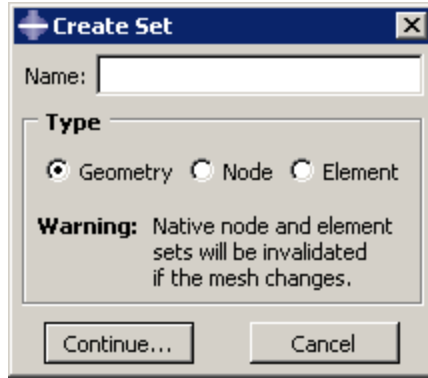 Create Set
Name:
Type
Geometry Node Element
Warning: Native node and element
sets will be invalidated
if the mesh changes.
Continue... Cancel